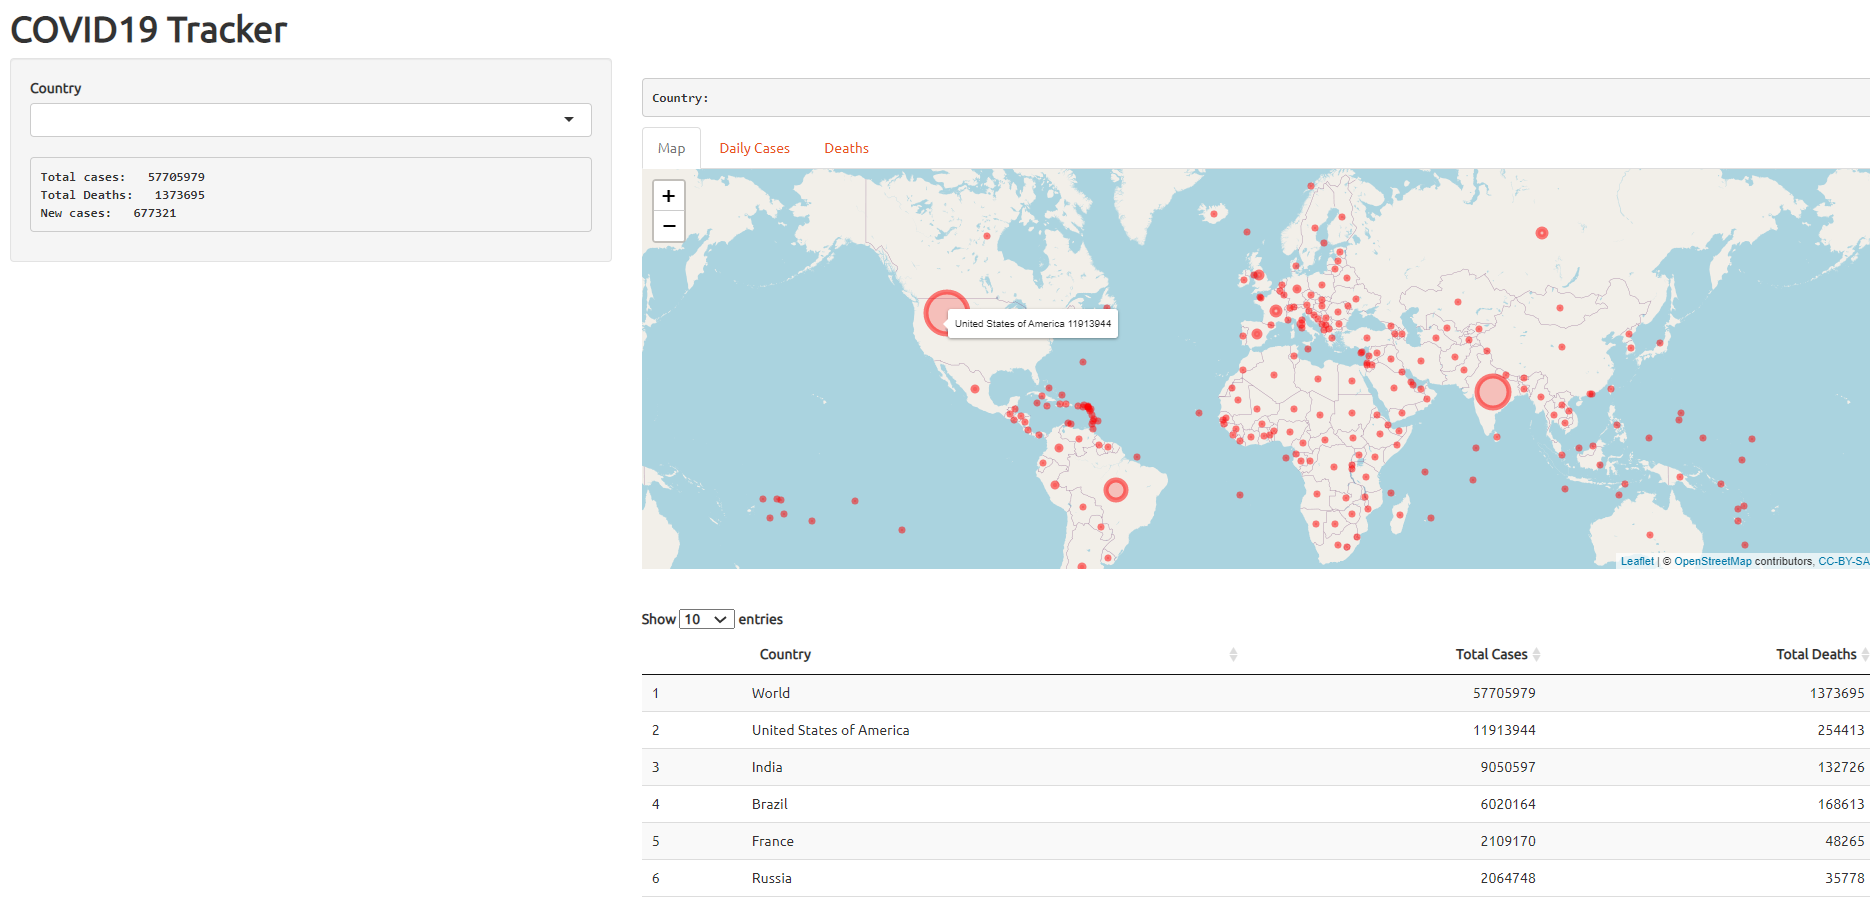 COVID19 Tracker
Country
Total cases: 57705979
Total Deaths: 1373695
New cases: 677321
Country:
Map Daily Cases Deaths
+
−
United States of America 11913944
Leaflet | © OpenStreetMap contributors, CC-BY-SA
Show 10 entries
Country Total Cases Total Deaths
1 World 57705979 1373695
2 United States of America 11913944 254413
3 India 9050597 132726
4 Brazil 6020164 168613
5 France 2109170 48265
6 Russia 2064748 35778